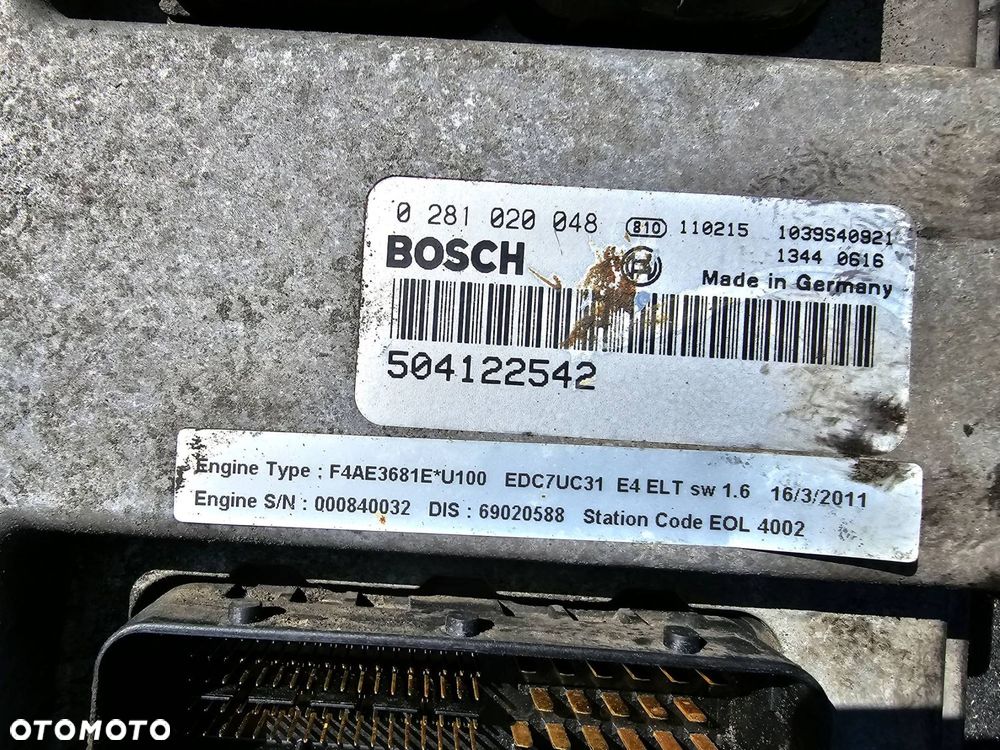 0 281 020 048 810 110215 1039S40921
BOSCH 1344 0616
Made in Germany
504122542
Engine Type : F4AE3681E*U100 EDC7UC31 E4 ELT sw 1.6 16/3/2011
Engine S/N : 000840032 DIS : 69020588 Station Code EOL 4002
OTOMOTO